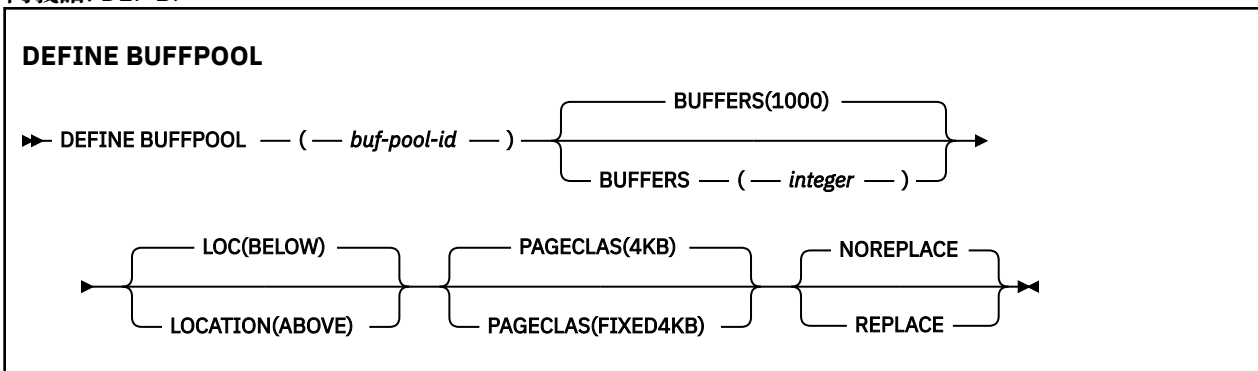 DEFINE BUFFPOOL
BUFFERS(1000)
DEFINE BUFFPOOL ( buf-pool-id )
BUFFERS ( integer )
LOC(BELOW) PAGECLAS(4KB) NOREPLACE
LOCATION(ABOVE) PAGECLAS(FIXED4KB) REPLACE